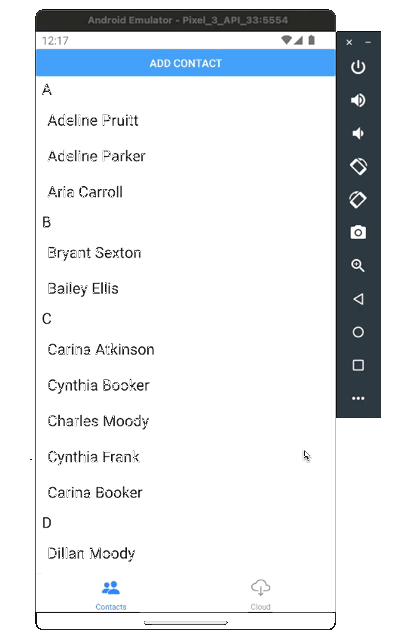 Android Emulator - Pixel_3_API_33:5554
12:17
ADD CONTACT
A
Adeline Pruitt
Adeline Parker
Aria Carroll
B
Bryant Sexton
Bailey Ellis
C
Carina Atkinson
Cynthia Booker
Charles Moody
Cynthia Frank
Carina Booker
D
Dillan Moody
Contacts
Cloud